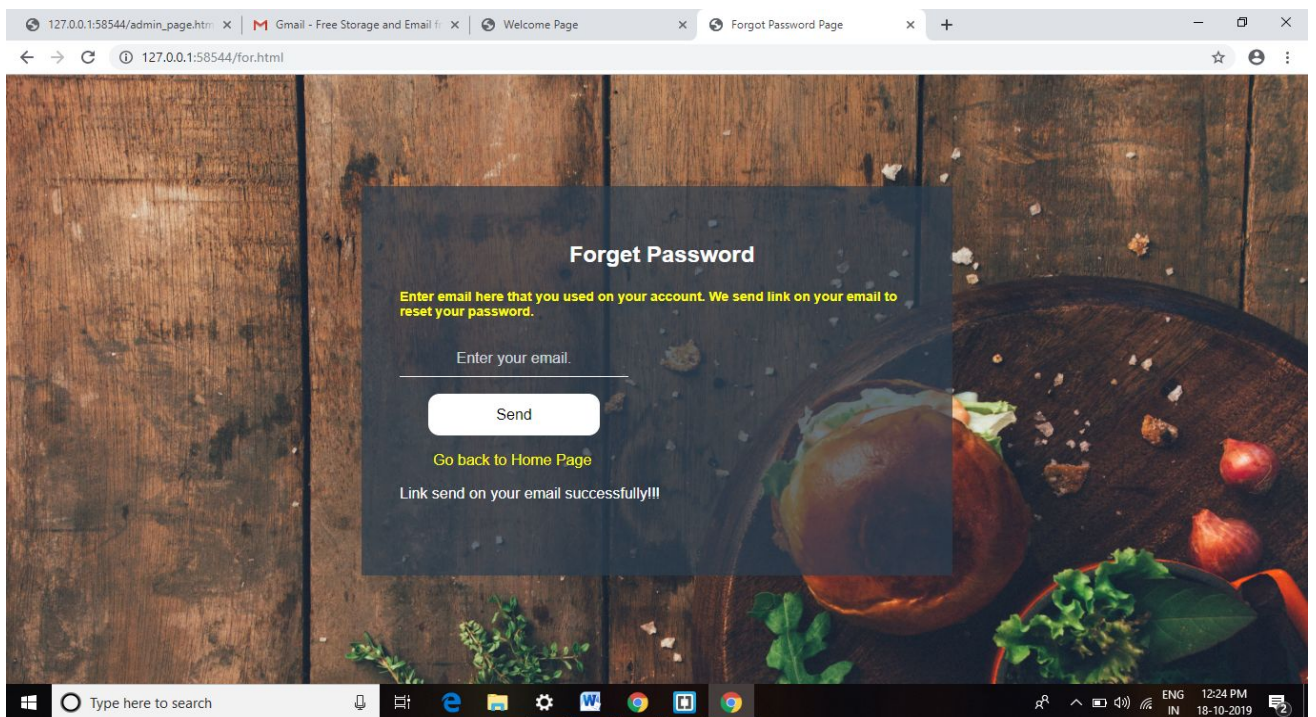 127.0.0.1:58544/admin_page.htm
Gmail - Free Storage and Email fr
Welcome Page
Forgot Password Page
127.0.0.1:58544/for.html
Forget Password
Enter email here that you used on your account. We send link on your email to
reset your password.
Enter your email.
Send
Go back to Home Page
Link send on your email successfully!!!
Type here to search
ENG
IN
12:24 PM
18-10-2019
2